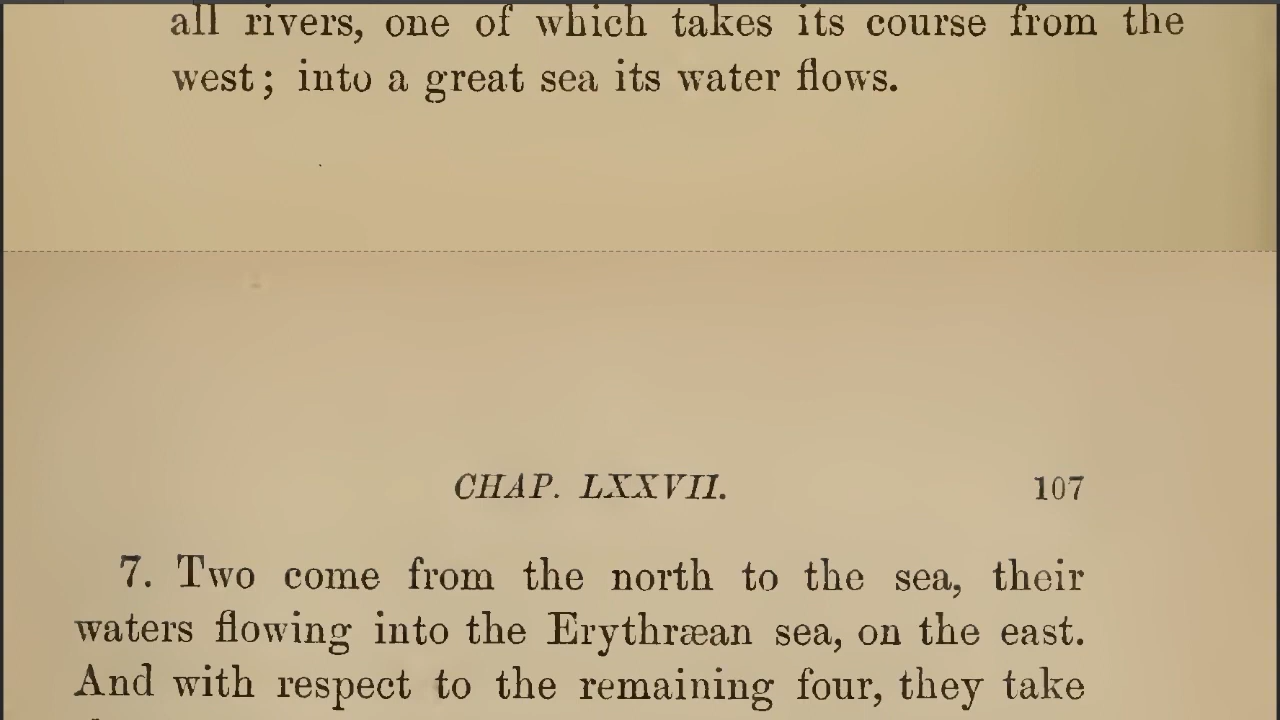 all rivers, one of which takes its course from the
west; into a great sea its water flows.
CHAP. LXXVII. 107
7. Two come from the north to the sea, their
waters flowing into the Erythræan sea, on the east.
And with respect to the remaining four, they take